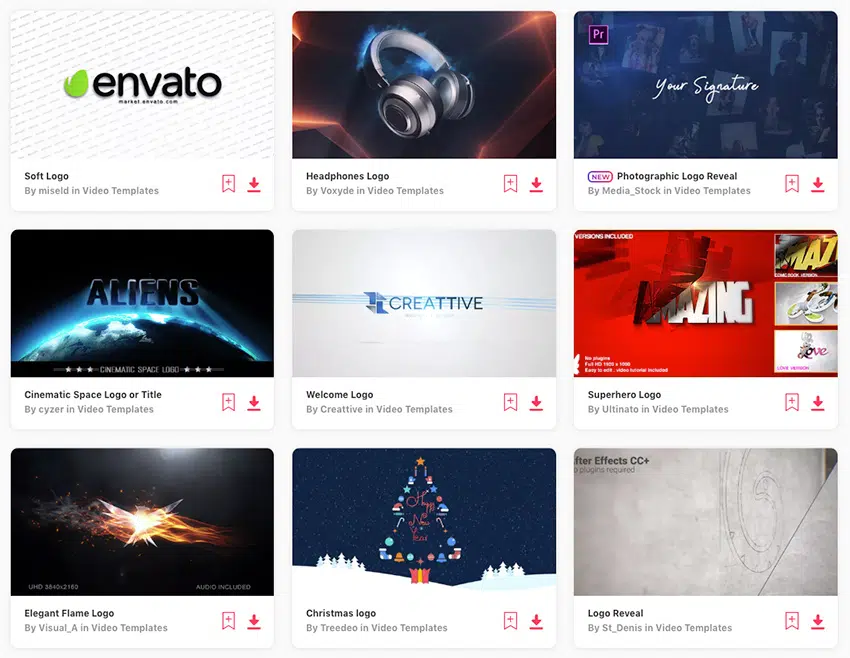 envato
market.envato.com
Soft Logo
By miseld in Video Templates
Headphones Logo
By Voxyde in Video Templates
Pr
Your Signature
NEW Photographic Logo Reveal
By Media_Stock in Video Templates
ALIENS
★ ★ ★ CINEMATIC SPACE LOGO ★ ★ ★
Cinematic Space Logo or Title
By cyzer in Video Templates
CREATTIVE
Welcome Logo
By Creattive in Video Templates
VERSIONS INCLUDED
AMAZING
No plugins
Full HD 1920 x 1080
Easy to edit : video tutorial included
AMAZ
COMIC BOOK VERSION
Love
LOVE VERSION
Superhero Logo
By Ultinato in Video Templates
UHD 3840x2160
AUDIO INCLUDED
Elegant Flame Logo
By Visual_A in Video Templates
Happy
New
Year
Christmas logo
By Treedeo in Video Templates
fter Effects CC+
plugins required
Logo Reveal
By St_Denis in Video Templates